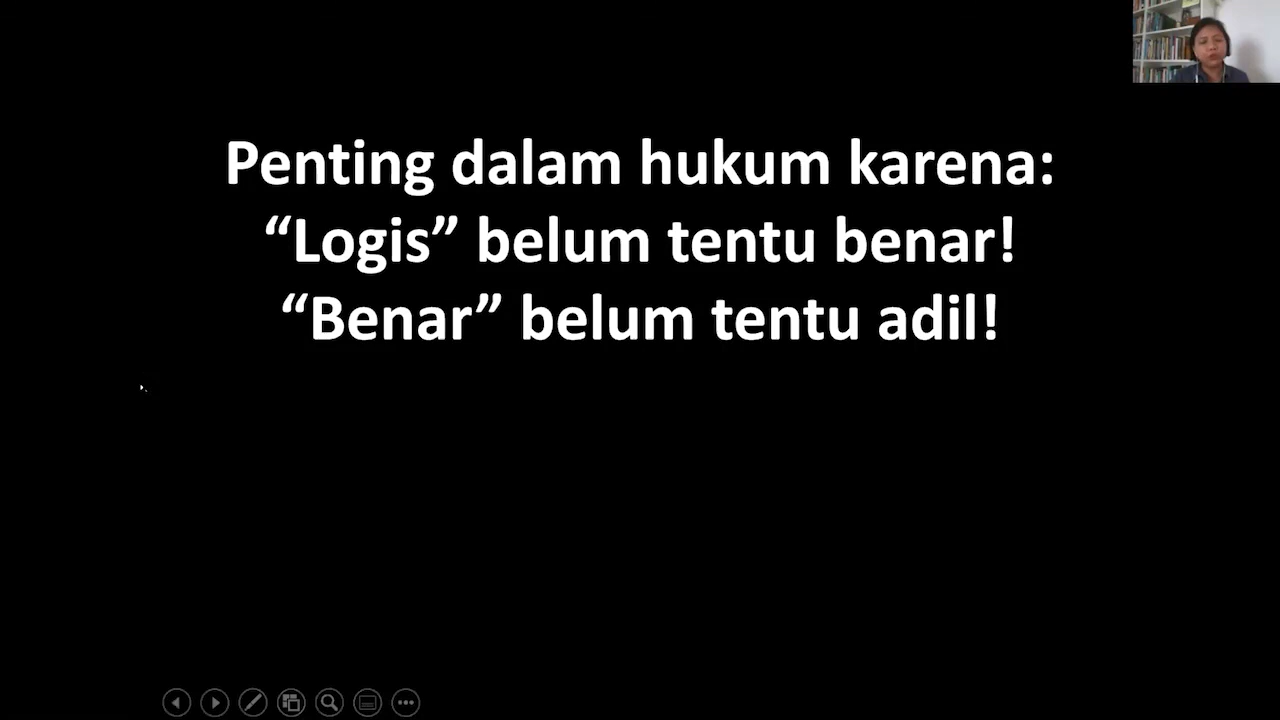 Penting dalam hukum karena:
“Logis” belum tentu benar!
“Benar” belum tentu adil!